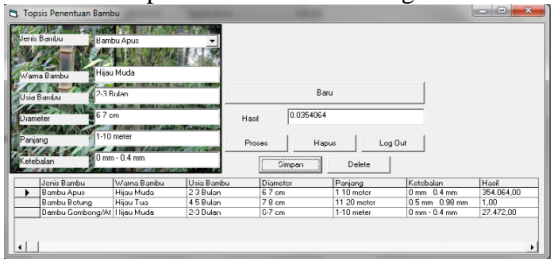 Topsis Penentuan Bambu
Jenis Bambu Bambu Apus
Warna Bambu Hijau Muda
Usia Bambu 2-3 Bulan
Diameter 6 7 cm
Panjang 1-10 meter
Ketebalan 0 mm - 0.4 mm
Baru
Hasil 0.0354064
Proses Hapus Log Out
Simpan Delete
Jenis Bambu Warna Bambu Usia Bambu Diameter Panjang Ketebalan Hasil
Bambu Apus Hijau Muda 2 3 Bulan 6 7 cm 1 10 meter 0 mm 0.4 mm 354.064,00
Bambu Betung Hijau Tua 4 5 Bulan 7 8 cm 11 20 meter 0.5 mm 0.98 mm 1,00
Bambu Gombong/At Hijau Muda 2-3 Bulan 6-7 cm 1-10 meter 0 mm - 0.4 mm 27.472,00